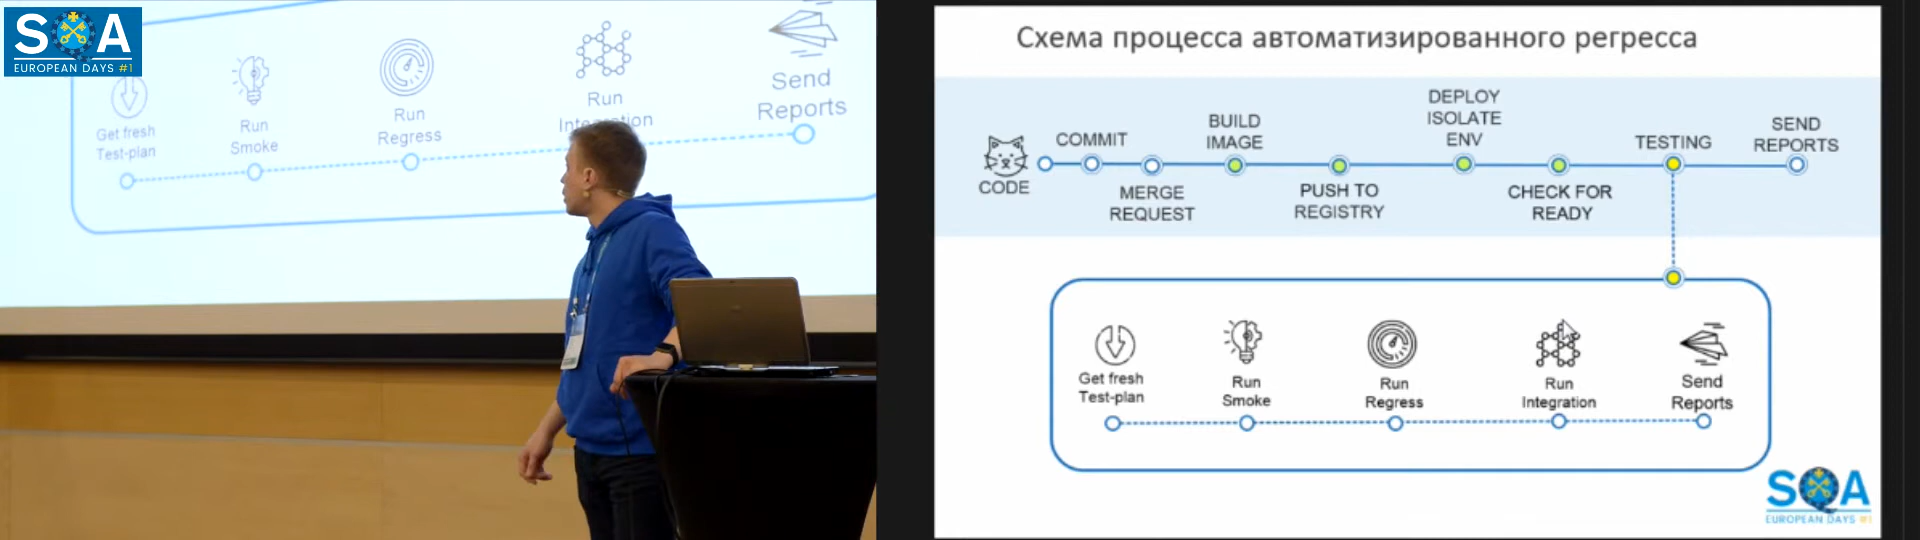 SQA
EUROPEAN DAYS #1
Get fresh
Test-plan
Run
Smoke
Run
Regress
Run
Integration
Send
Reports
Схема процесса автоматизированного регресса
CODE
COMMIT
MERGE
REQUEST
BUILD
IMAGE
PUSH TO
REGISTRY
DEPLOY
ISOLATE
ENV
CHECK FOR
READY
TESTING
SEND
REPORTS
Get fresh
Test-plan
Run
Smoke
Run
Regress
Run
Integration
Send
Reports
SQA
EUROPEAN DAYS #1